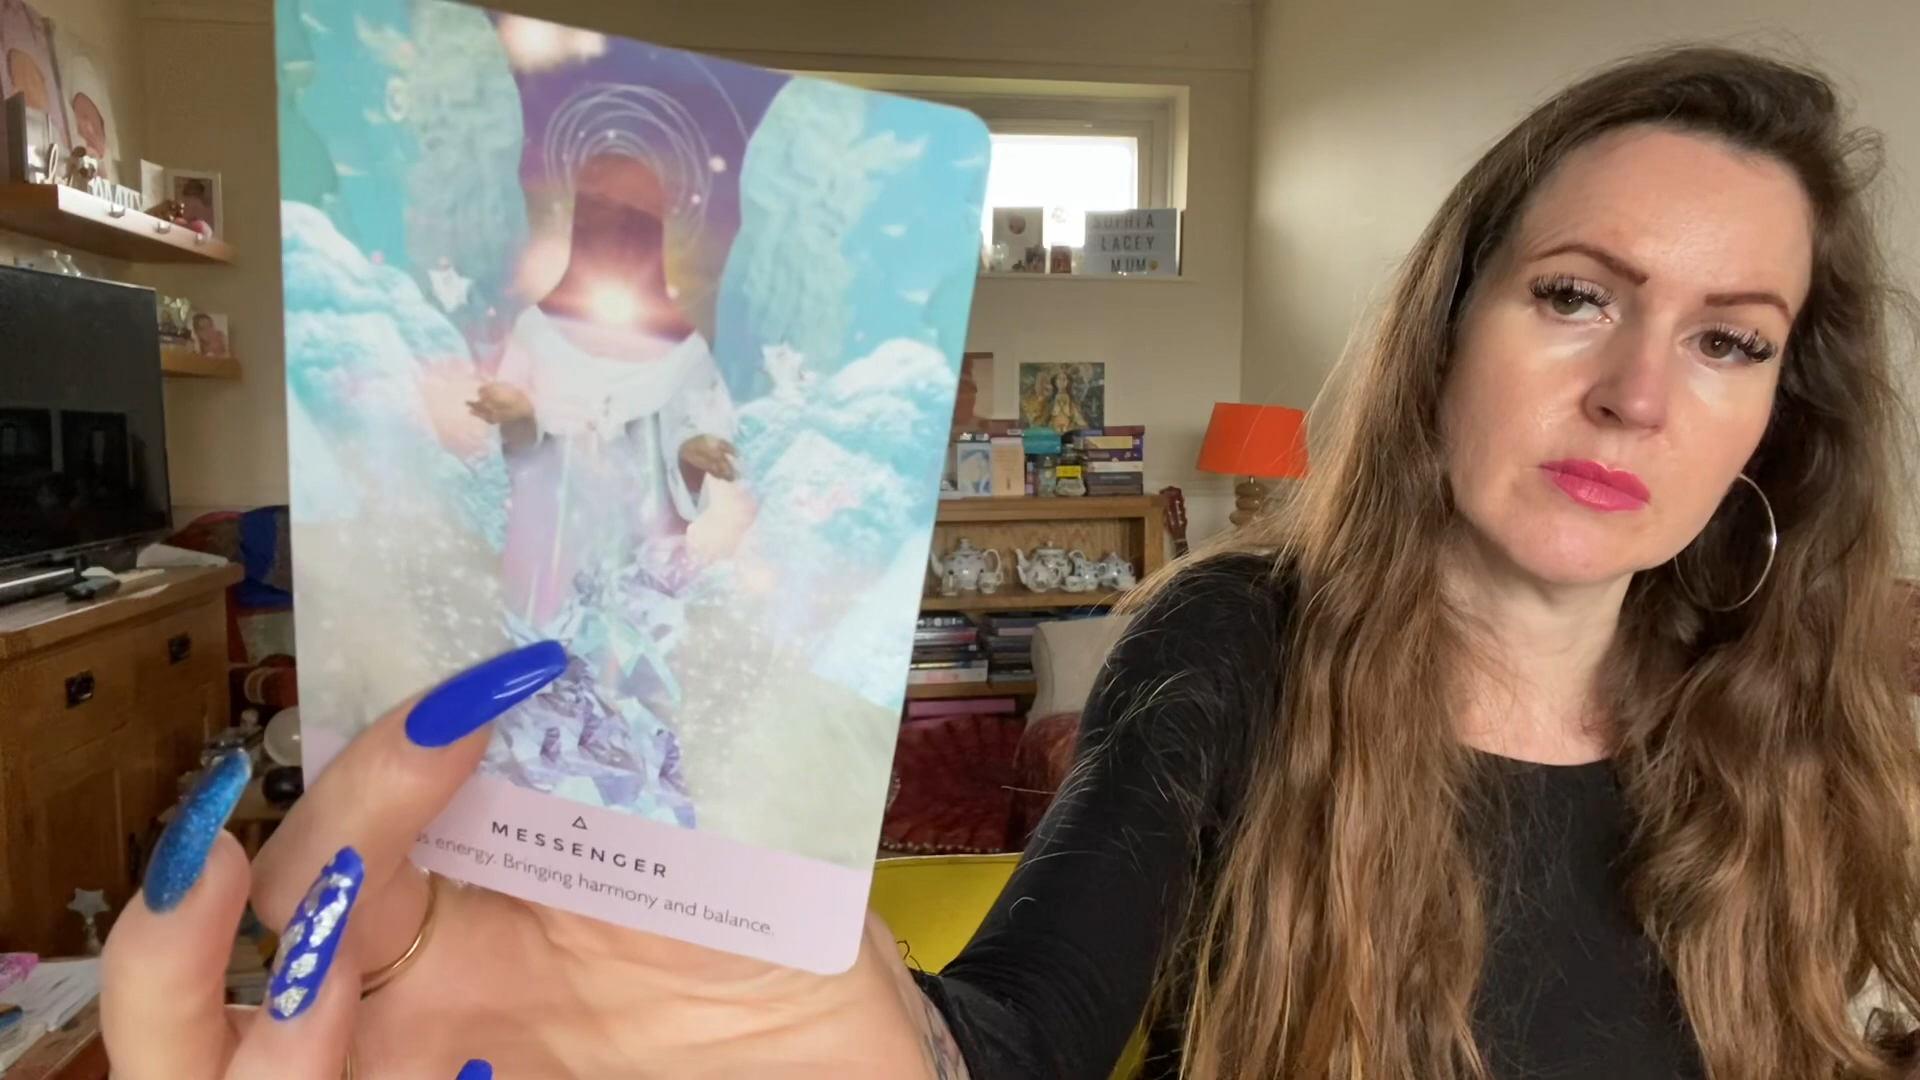 SOPHIA
LACEY
MUM
MESSENGER
energy. Bringing harmony and balance.